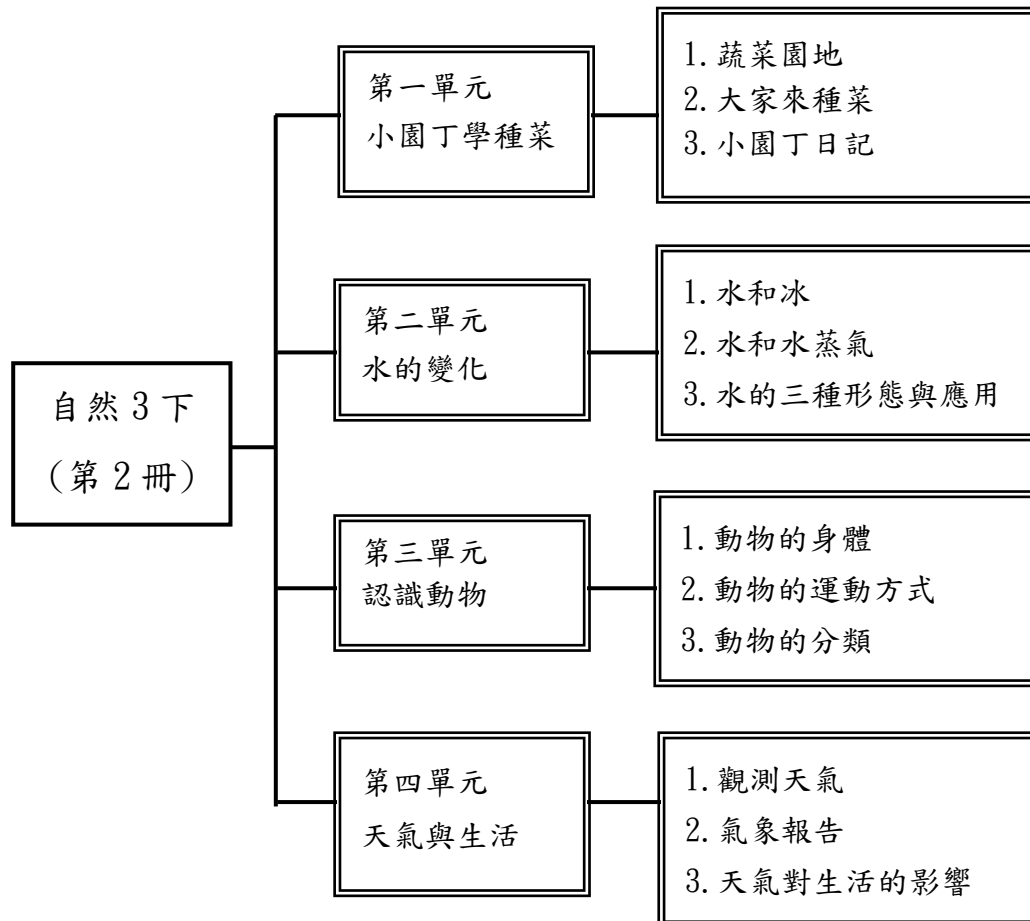 自然3下
(第2冊)
第一單元
小園丁學種菜
1.蔬菜園地
2.大家來種菜
3.小園丁日記
第二單元
水的變化
1.水和冰
2.水和水蒸氣
3.水的三種形態與應用
第三單元
認識動物
1.動物的身體
2.動物的運動方式
3.動物的分類
第四單元
天氣與生活
1.觀測天氣
2.氣象報告
3.天氣對生活的影響